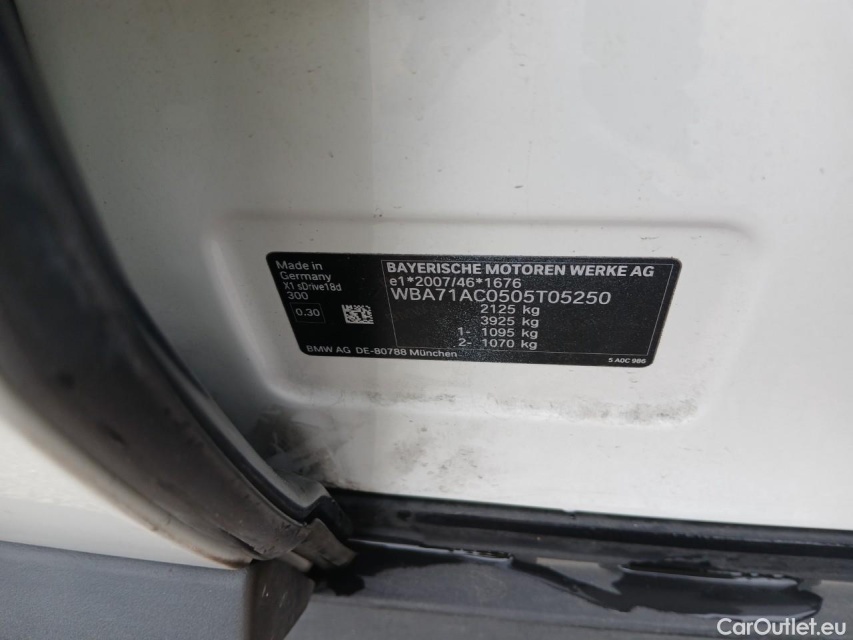 Made in
Germany
X1 sDrive18d
300
0.30
BAYERISCHE MOTOREN WERKE AG
e1*2007/46*1676
WBA71AC0505T05250
2125 kg
3925 kg
1- 1095 kg
2- 1070 kg
BMW AG DE-80788 München
5 A0C 986
CarOutlet.eu